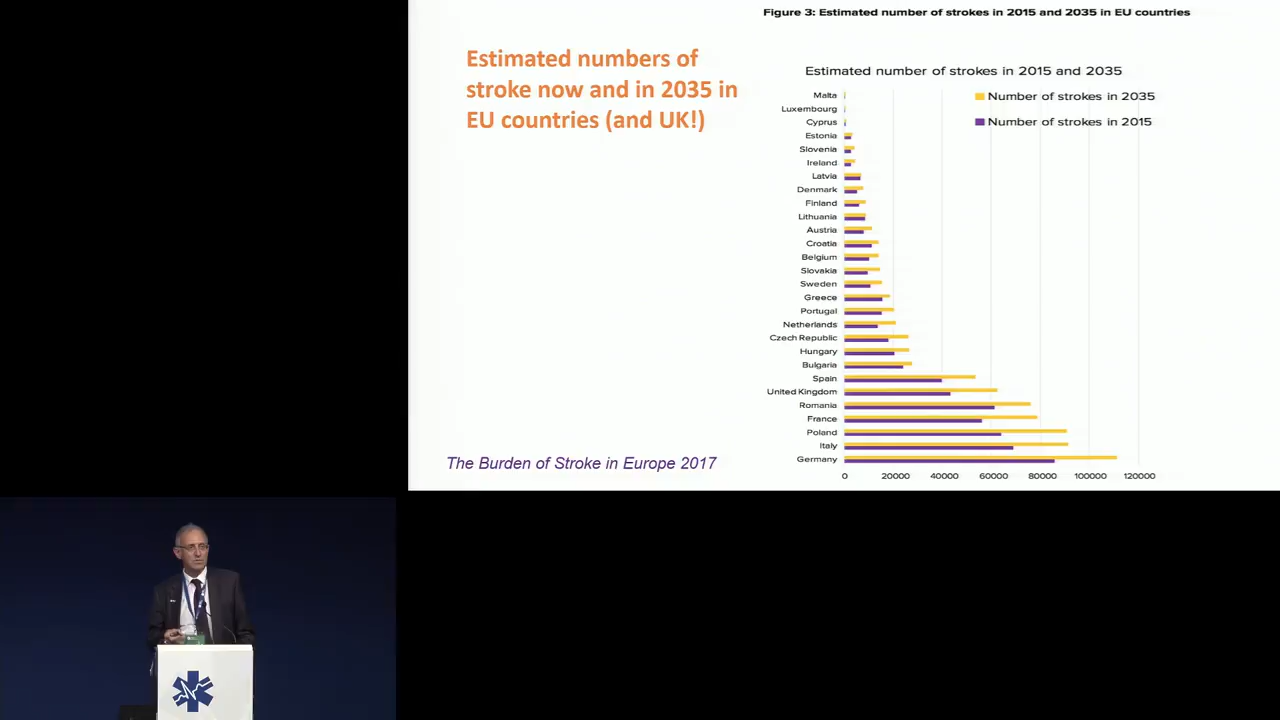 Figure 3: Estimated number of strokes in 2015 and 2035 in EU countries
Estimated numbers of
stroke now and in 2035 in
EU countries (and UK!)
Estimated number of strokes in 2015 and 2035
Number of strokes in 2035
Number of strokes in 2015
Malta
Luxembourg
Cyprus
Estonia
Slovenia
Ireland
Latvia
Denmark
Finland
Lithuania
Austria
Croatia
Belgium
Slovakia
Sweden
Greece
Portugal
Netherlands
Czech Republic
Hungary
Bulgaria
Spain
United Kingdom
Romania
France
Poland
Italy
Germany
0 20000 40000 60000 80000 100000 120000
The Burden of Stroke in Europe 2017